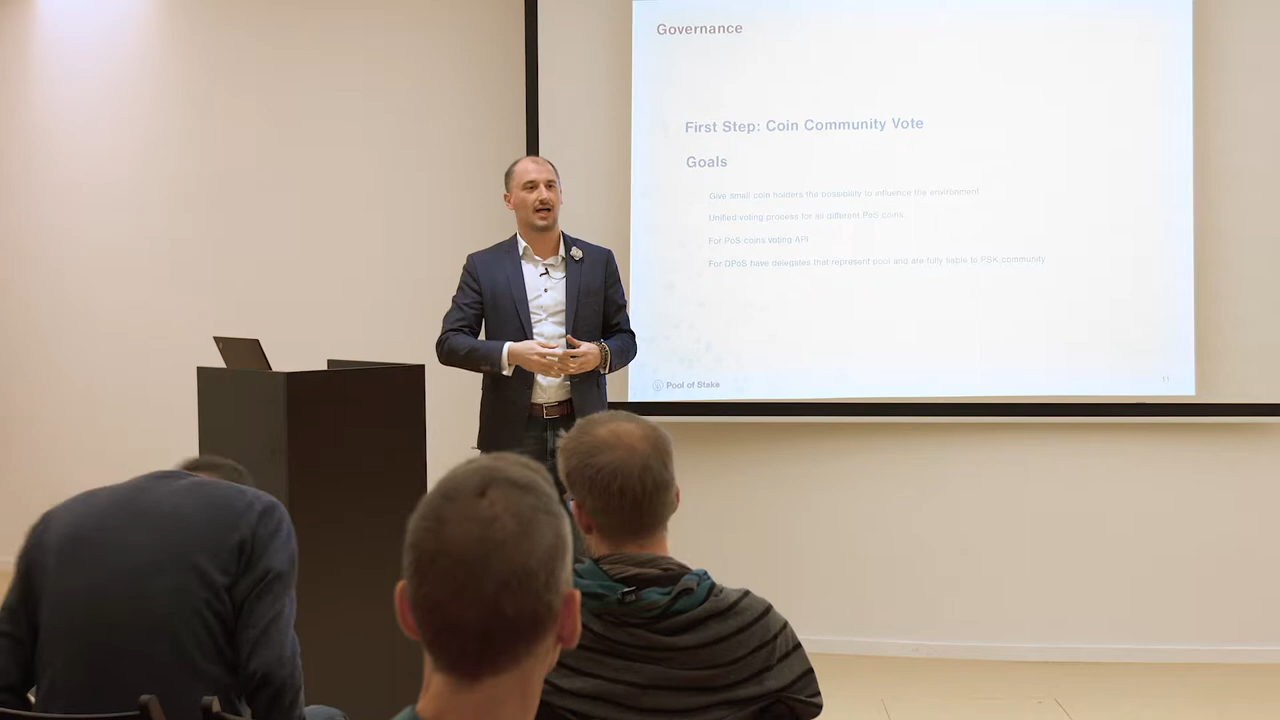 Governance
First Step: Coin Community Vote
Goals
Give small coin holders the possibility to influence the environment
Unified voting process for all different PoS coins
For PoS coins voting API
For DPoS have delegates that represent pool and are fully liable to PSK community
Pool of Stake
11